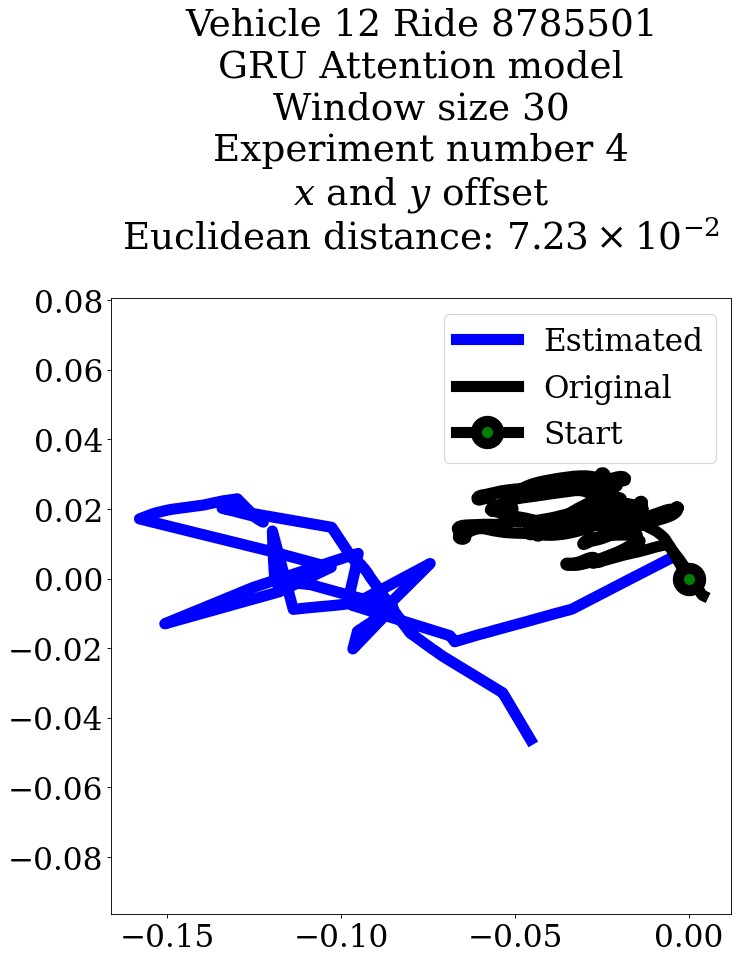 Vehicle 12 Ride 8785501
GRU Attention model
Window size 30
Experiment number 4
x and y offset
Euclidean distance: 7.23 × 10⁻²
0.08
Estimated
0.06
Original
0.04
Start
0.02
0.00
−0.02
−0.04
−0.06
−0.08
−0.15 −0.10 −0.05 0.00